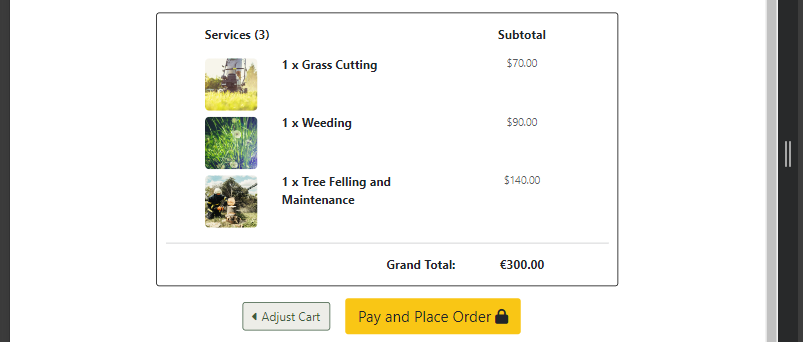 Services (3) Subtotal
1 x Grass Cutting $70.00
1 x Weeding $90.00
1 x Tree Felling and $140.00
Maintenance
Grand Total: €300.00
Adjust Cart Pay and Place Order